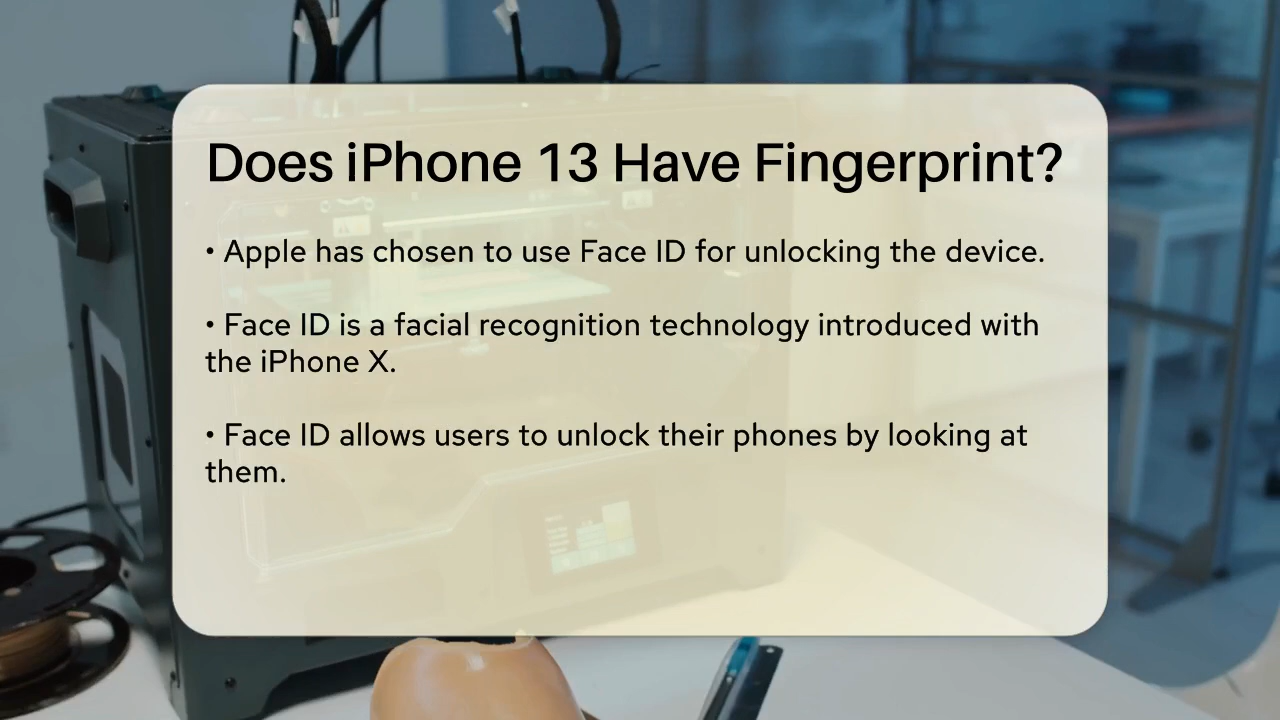 Does iPhone 13 Have Fingerprint?
• Apple has chosen to use Face ID for unlocking the device.
• Face ID is a facial recognition technology introduced with
the iPhone X.
• Face ID allows users to unlock their phones by looking at
them.